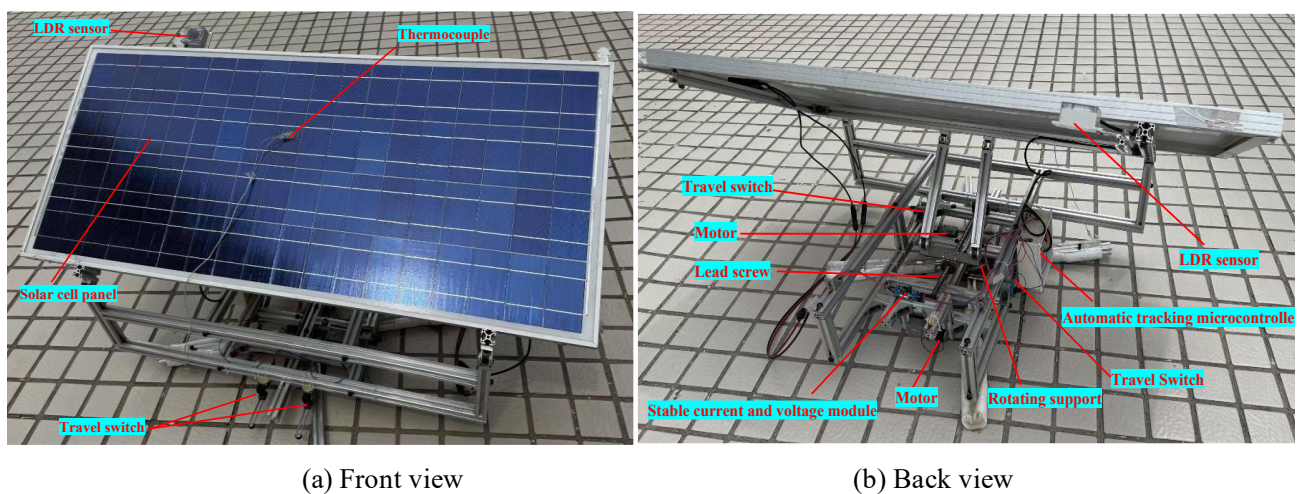 LDR sensor
Thermocouple
Solar cell panel
Travel switch
(a) Front view
Travel switch
Motor
Lead screw
LDR sensor
Automatic tracking microcontrolle
Travel Switch
Stable current and voltage module
Motor
Rotating support
(b) Back view